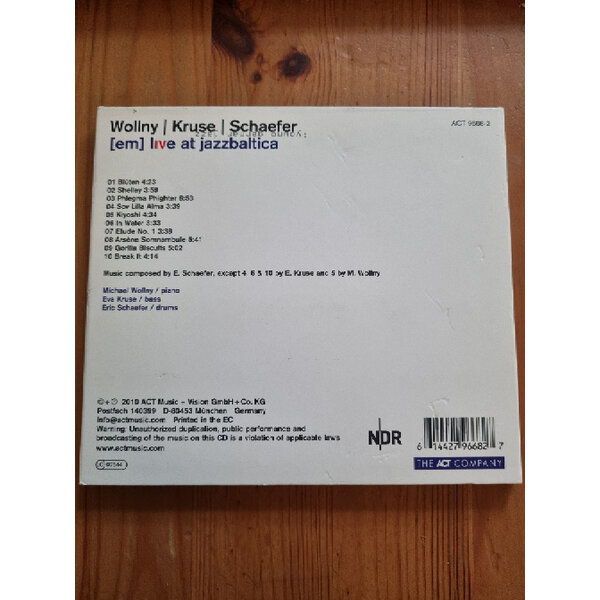 Wollny | Kruse | Schaefer
ACT 9668-2
[em] live at jazzbaltica
01 Blüten 4:23
02 Shelley 3:59
03 Phlegma Phighter 8:53
04 Sov Lilla Alma 3:39
05 Kiyoshi 4:34
06 In Water 3:33
07 Etude No. 1 3:38
08 Arsène Somnambule 5:41
09 Gorilla Biscuits 5:02
10 Break It 4:14
Music composed by E. Schaefer, except 4, 6 & 10 by E. Kruse and 5 by M. Wollny
Michael Wollny / piano
Eva Kruse / bass
Eric Schaefer / drums
©+℗ 2010 ACT Music + Vision GmbH + Co. KG
Postfach 140399 D-80453 München Germany
info@actmusic.com Printed in the EC
Warning: Unauthorized duplication, public performance and
broadcasting of the music on this CD is a violation of applicable laws
www.actmusic.com
NDR
6 14427 96682 7
THE ACT COMPANY